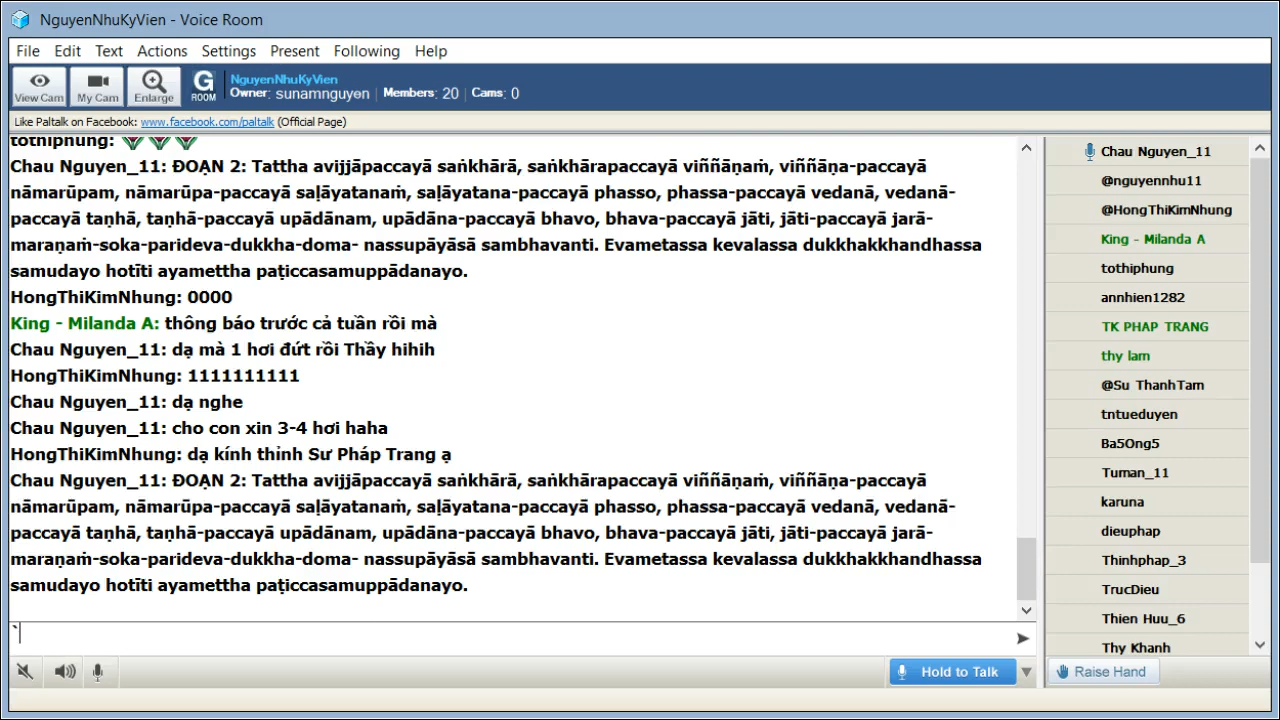 NguyenNhuKyVien - Voice Room
File Edit Text Actions Settings Present Following Help
View Cam My Cam Enlarge G ROOM
NguyenNhuKyVien
Owner: sunamnguyen | Members: 20 | Cams: 0
Like Paltalk on Facebook: www.facebook.com/paltalk (Official Page)
tothiphung:
Chau Nguyen_11: ĐOẠN 2: Tattha avijjāpaccayā saṅkhārā, saṅkhārapaccayā viññāṇaṁ, viññāṇa-paccayā
nāmarūpam, nāmarūpa-paccayā saḷāyatanaṁ, saḷāyatana-paccayā phasso, phassa-paccayā vedanā, vedanā-
paccayā taṇhā, taṇhā-paccayā upādānam, upādāna-paccayā bhavo, bhava-paccayā jāti, jāti-paccayā jarā-
maraṇaṁ-soka-parideva-dukkha-doma- nassupāyāsā sambhavanti. Evametassa kevalassa dukkhakkhandhassa
samudayo hotīti ayamettha paṭiccasamuppādanayo.
HongThiKimNhung: 0000
King - Milanda A: thông báo trước cả tuần rồi mà
Chau Nguyen_11: dạ mà 1 hơi đứt rồi Thầy hihih
HongThiKimNhung: 1111111111
Chau Nguyen_11: dạ nghe
Chau Nguyen_11: cho con xin 3-4 hơi haha
HongThiKimNhung: dạ kính thỉnh Sư Pháp Trang ạ
Chau Nguyen_11: ĐOẠN 2: Tattha avijjāpaccayā saṅkhārā, saṅkhārapaccayā viññāṇaṁ, viññāṇa-paccayā
nāmarūpam, nāmarūpa-paccayā saḷāyatanaṁ, saḷāyatana-paccayā phasso, phassa-paccayā vedanā, vedanā-
paccayā taṇhā, taṇhā-paccayā upādānam, upādāna-paccayā bhavo, bhava-paccayā jāti, jāti-paccayā jarā-
maraṇaṁ-soka-parideva-dukkha-doma- nassupāyāsā sambhavanti. Evametassa kevalassa dukkhakkhandhassa
samudayo hotīti ayamettha paṭiccasamuppādanayo.
`
Hold to Talk
Chau Nguyen_11
@nguyennhu11
@HongThiKimNhung
King - Milanda A
tothiphung
annhien1282
TK PHAP TRANG
thy lam
@Su ThanhTam
tntueduyen
Ba5Ong5
Tuman_11
karuna
dieuphap
Thinhphap_3
TrucDieu
Thien Huu_6
Thy Khanh
Raise Hand